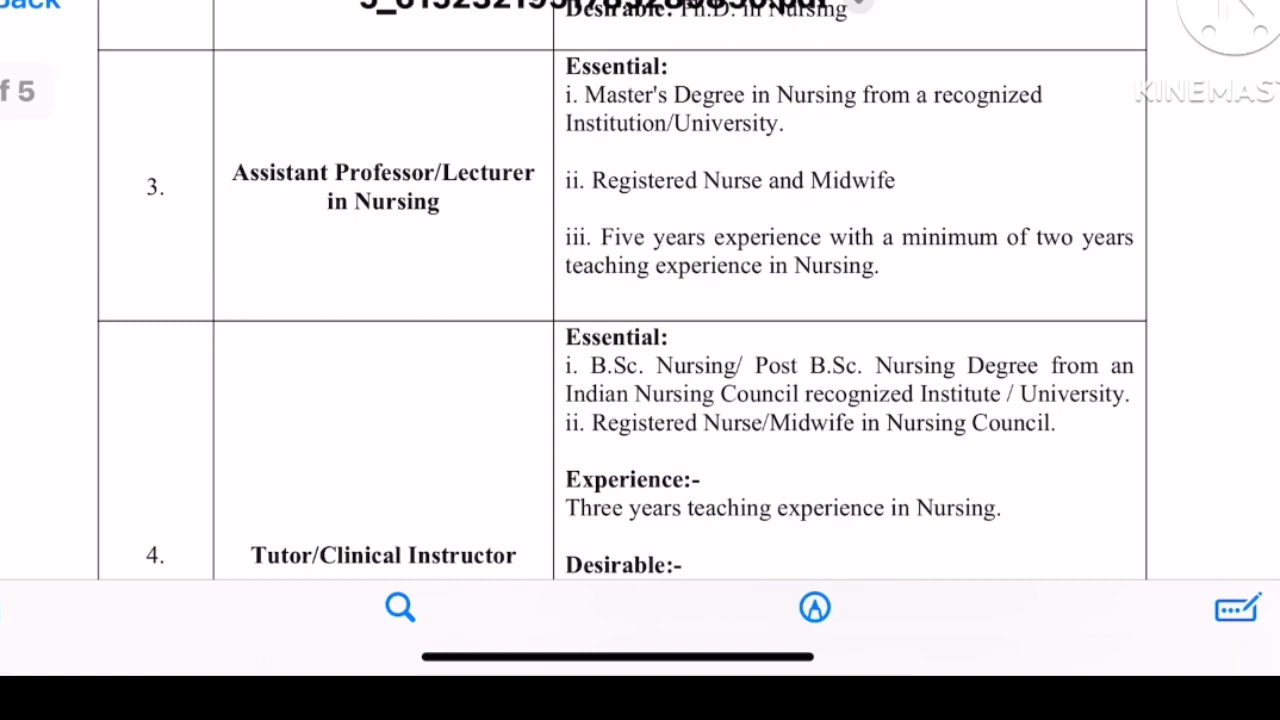 Desirable: Ph.D. in Nursing
f 5
KINEMAS
3.
Assistant Professor/Lecturer
in Nursing
Essential:
i. Master's Degree in Nursing from a recognized
Institution/University.
ii. Registered Nurse and Midwife
iii. Five years experience with a minimum of two years
teaching experience in Nursing.
4.
Tutor/Clinical Instructor
Essential:
i. B.Sc. Nursing/ Post B.Sc. Nursing Degree from an
Indian Nursing Council recognized Institute / University.
ii. Registered Nurse/Midwife in Nursing Council.
Experience:-
Three years teaching experience in Nursing.
Desirable:-